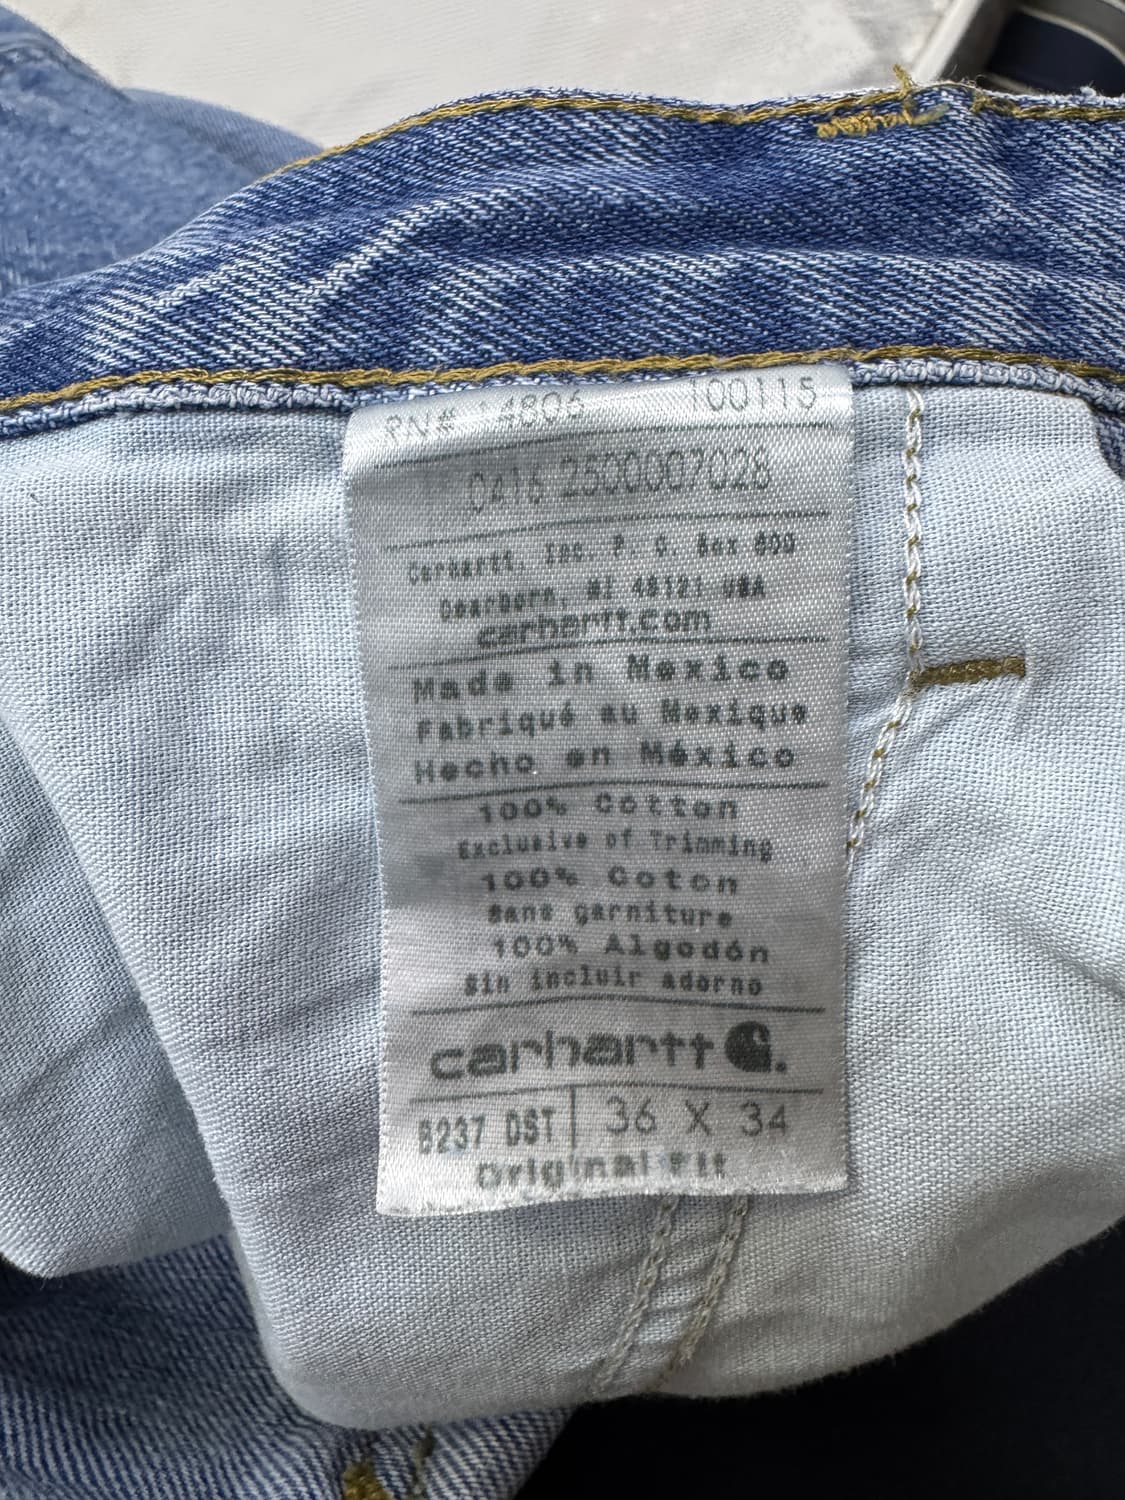 RN# 14806 100115
0416 2500007028
Carhartt, Inc. P. O. Box 600
Dearborn, MI 48121 USA
carhartt.com
Made in Mexico
Fabriqué au Mexique
Hecho en México
100% Cotton
Exclusive of Trimming
100% Coton
Sans garniture
100% Algodón
Sin incluir adorno
carhartt
B237 DST 36 X 34
Original Fit